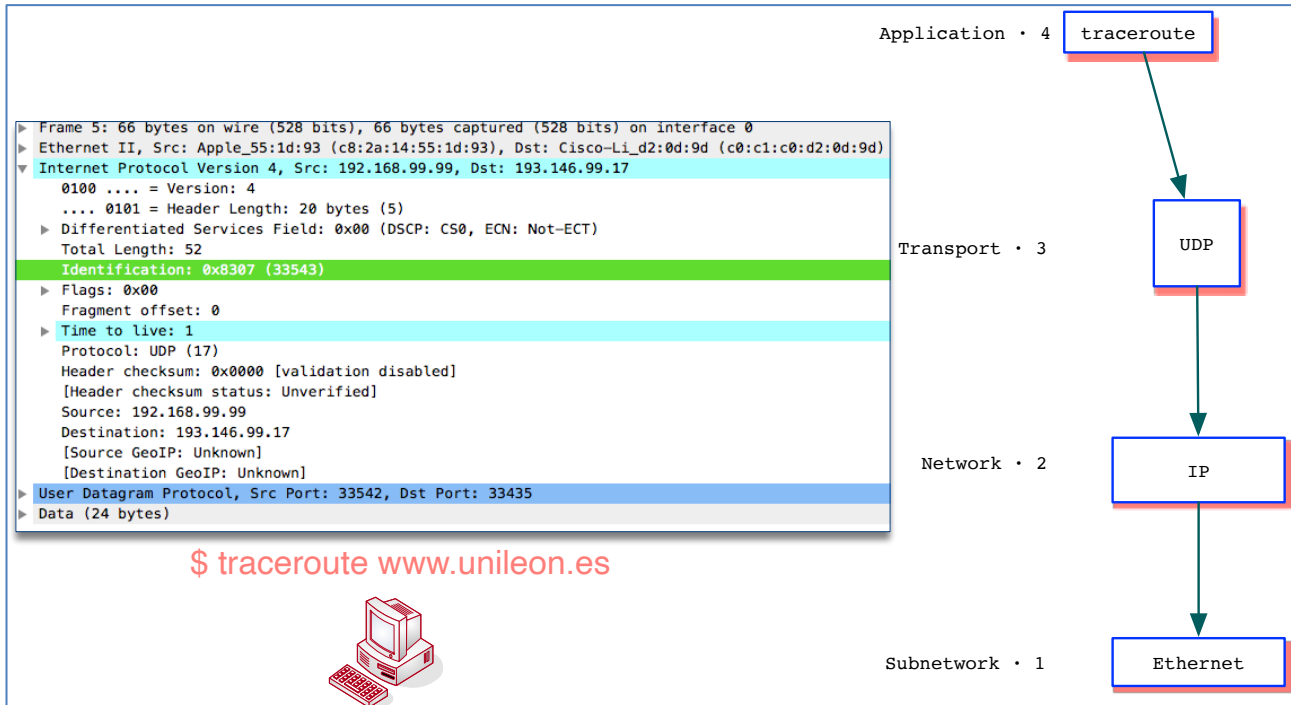 Application · 4 traceroute
Frame 5: 66 bytes on wire (528 bits), 66 bytes captured (528 bits) on interface 0
Ethernet II, Src: Apple_55:1d:93 (c8:2a:14:55:1d:93), Dst: Cisco-Li_d2:0d:9d (c0:c1:c0:d2:0d:9d)
Internet Protocol Version 4, Src: 192.168.99.99, Dst: 193.146.99.17
0100 .... = Version: 4
.... 0101 = Header Length: 20 bytes (5)
Differentiated Services Field: 0x00 (DSCP: CS0, ECN: Not-ECT)
Total Length: 52
Identification: 0x8307 (33543)
Flags: 0x00
Fragment offset: 0
Time to live: 1
Protocol: UDP (17)
Header checksum: 0x0000 [validation disabled]
[Header checksum status: Unverified]
Source: 192.168.99.99
Destination: 193.146.99.17
[Source GeoIP: Unknown]
[Destination GeoIP: Unknown]
User Datagram Protocol, Src Port: 33542, Dst Port: 33435
Data (24 bytes)
Transport · 3 UDP
Network · 2 IP
$ traceroute www.unileon.es
Subnetwork · 1 Ethernet